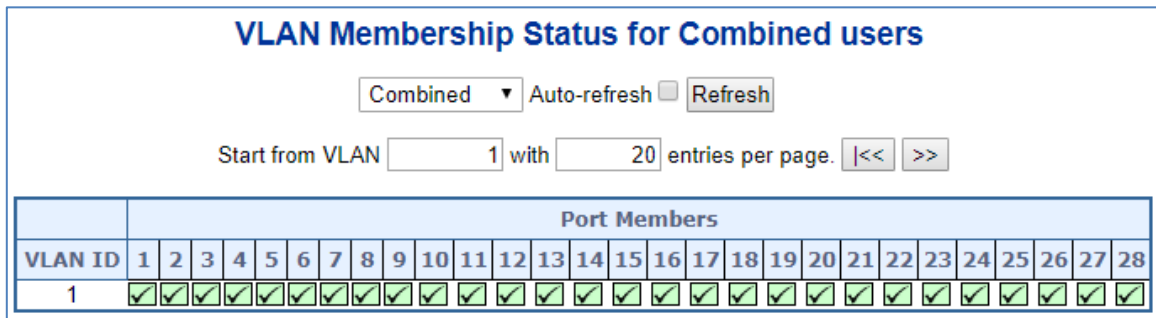 VLAN Membership Status for Combined users
Combined Auto-refresh Refresh
Start from VLAN 1 with 20 entries per page. |<< >>
Port Members
VLAN ID 1 2 3 4 5 6 7 8 9 10 11 12 13 14 15 16 17 18 19 20 21 22 23 24 25 26 27 28
1